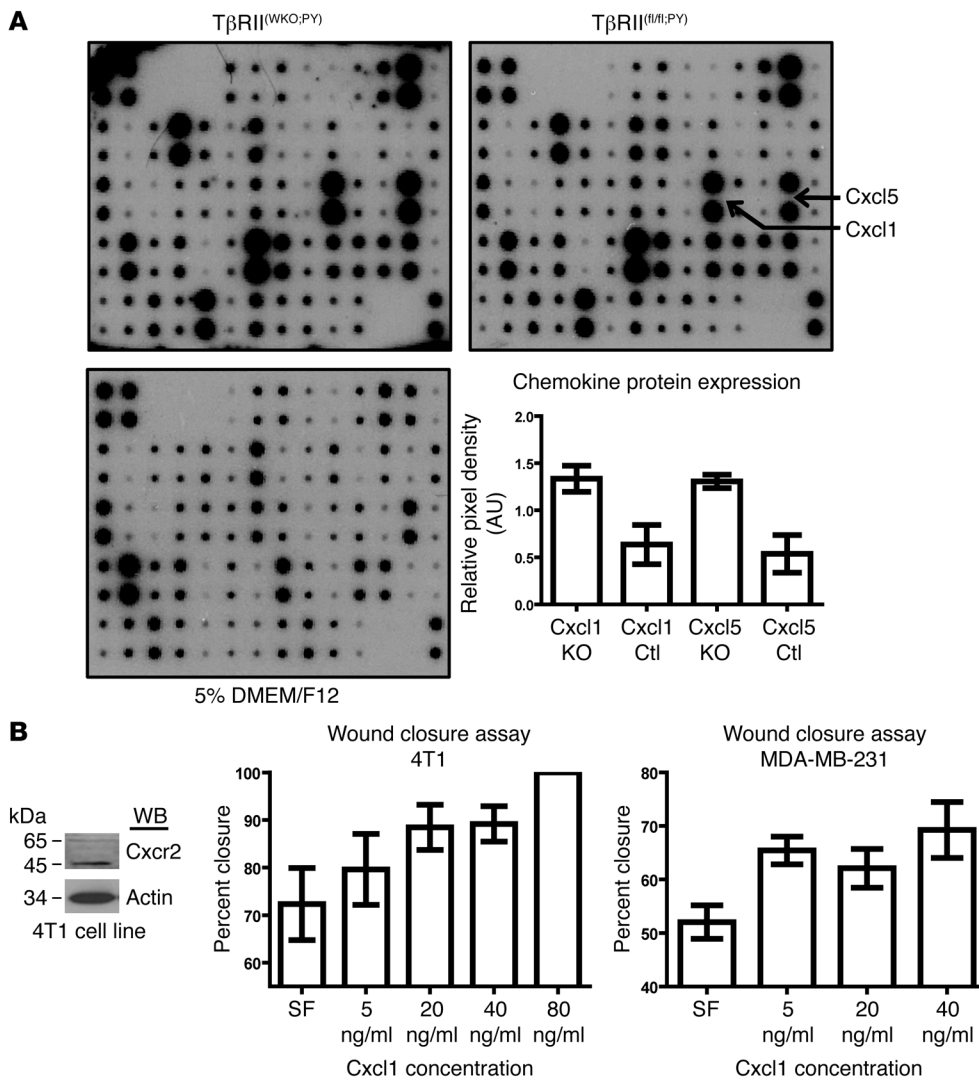 A
TβRII(WKO;PY)
TβRII(fl/fl;PY)
Cxcl5
Cxcl1
5% DMEM/F12
Chemokine protein expression
Relative pixel density
(AU)
2.0
1.5
1.0
0.5
0.0
Cxcl1 KO
Cxcl1 Ctl
Cxcl5 KO
Cxcl5 Ctl
B
kDa
WB
65
45
Cxcr2
34
Actin
4T1 cell line
Wound closure assay
4T1
Percent closure
100
90
80
70
60
SF
5 ng/ml
20 ng/ml
40 ng/ml
80 ng/ml
Cxcl1 concentration
Wound closure assay
MDA-MB-231
Percent closure
80
70
60
50
40
SF
5 ng/ml
20 ng/ml
40 ng/ml
Cxcl1 concentration